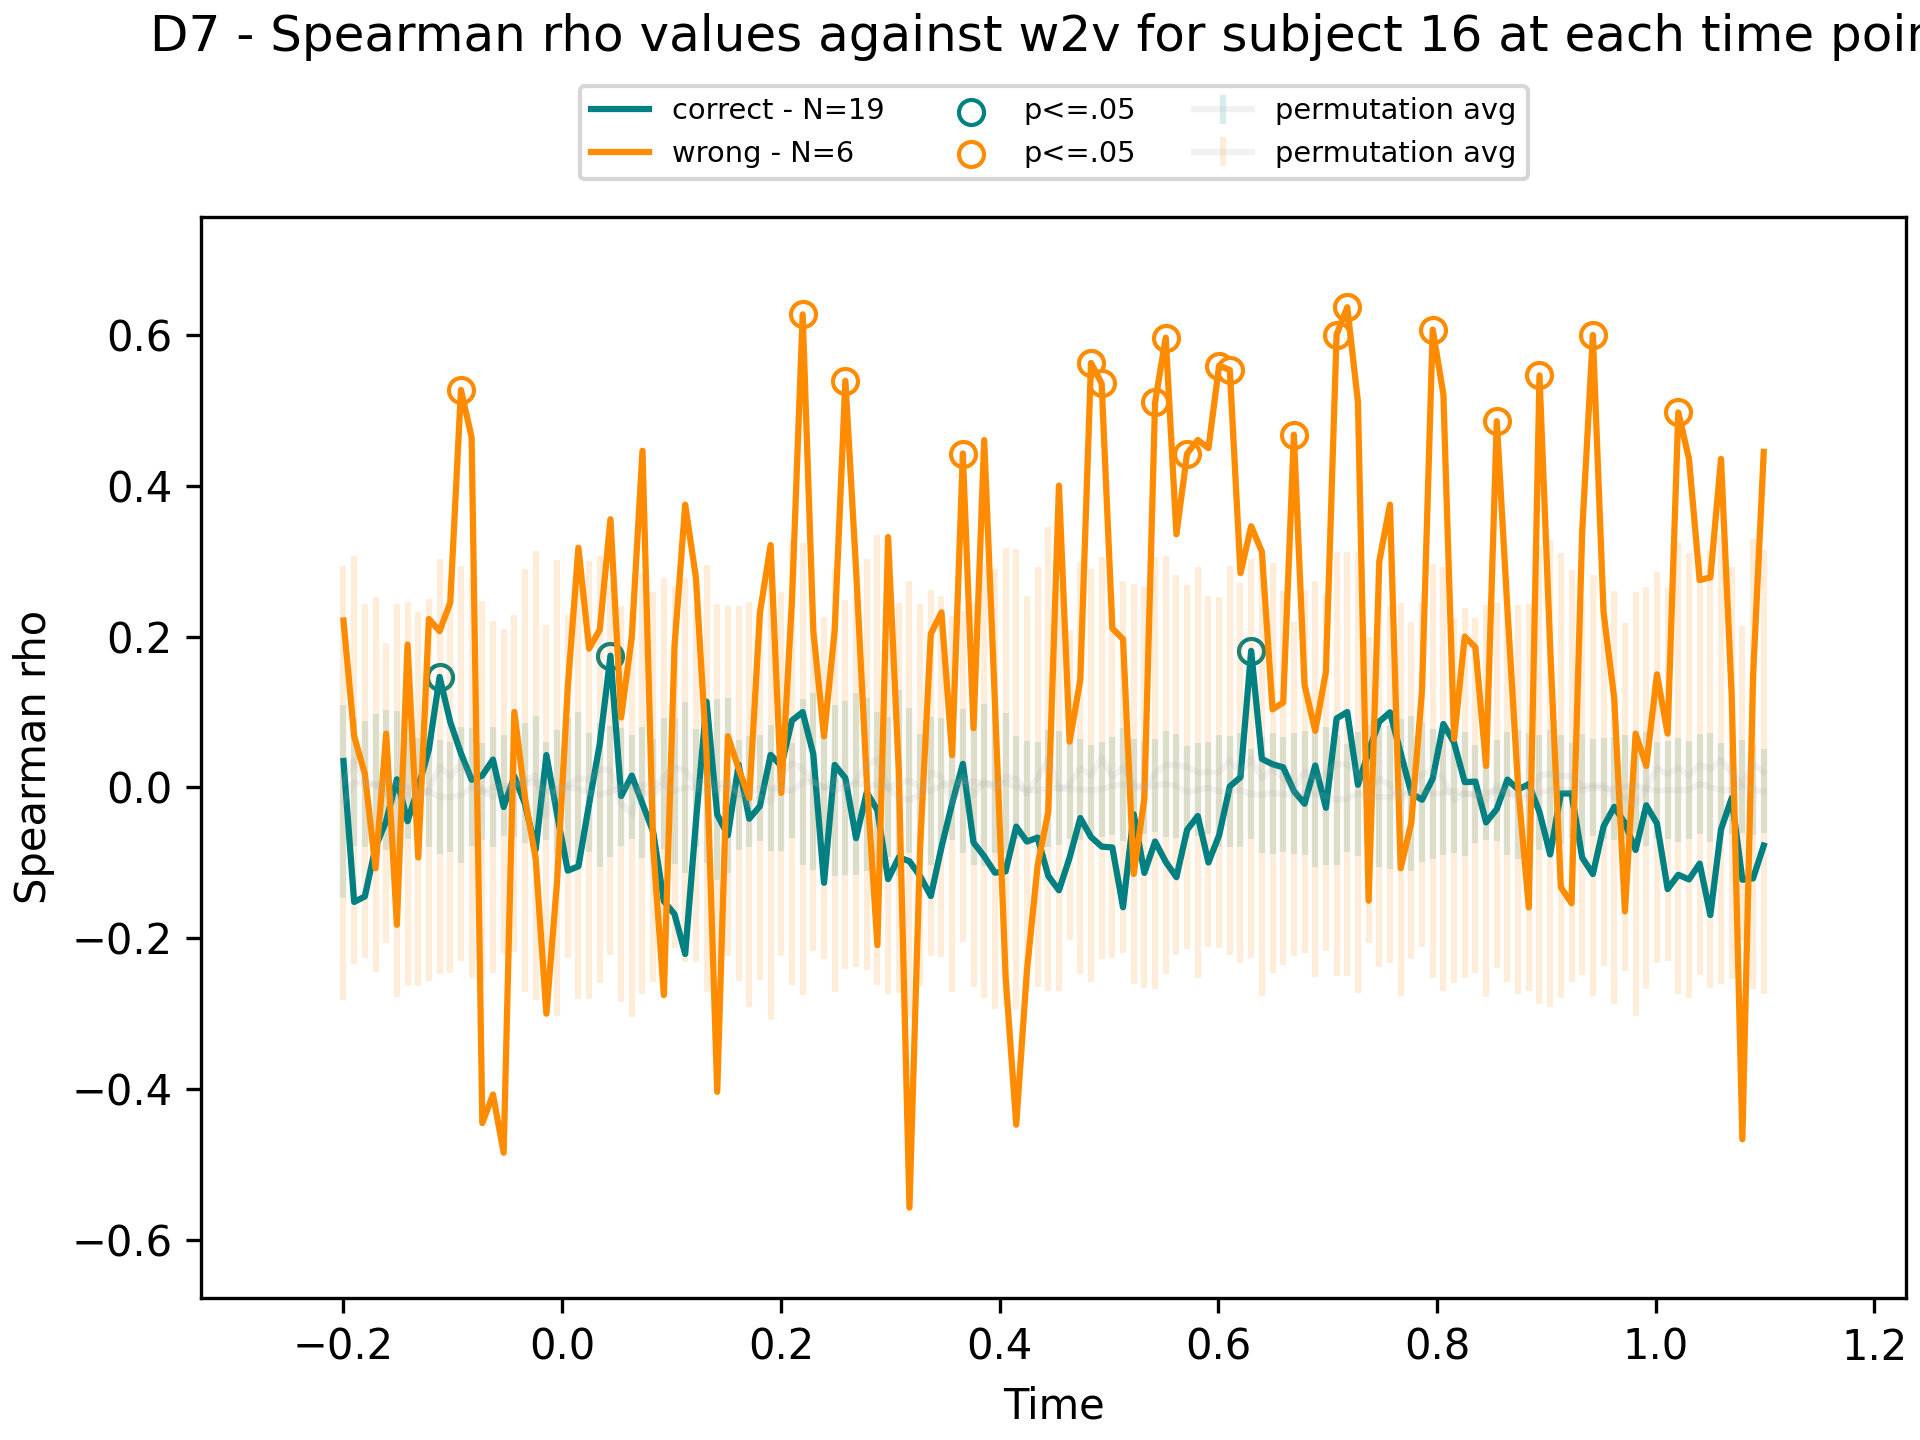 D7 - Spearman rho values against w2v for subject 16 at each time
correct - N=19
wrong - N=6
p<=.05
p<=.05
permutation avg
permutation avg
Spearman rho
0.6
0.4
0.2
0.0
−0.2
−0.4
−0.6
−0.2
0.0
0.2
0.4
0.6
0.8
1.0
1.2
Time